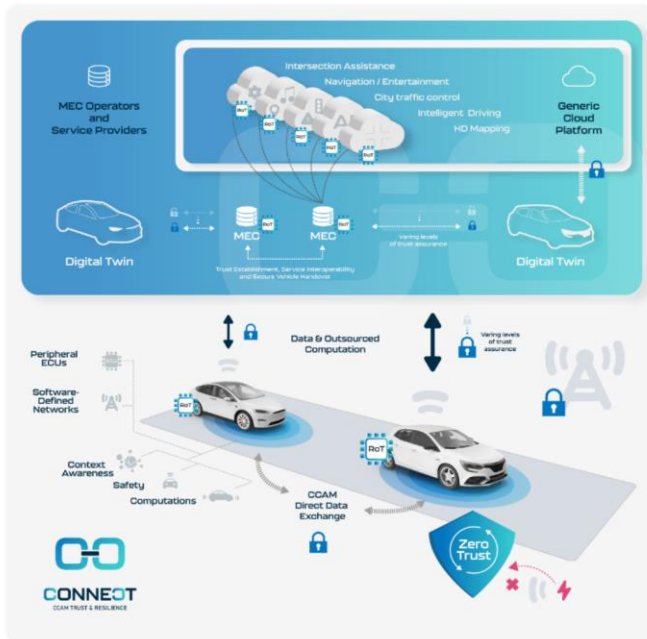 Intersection Assistance
Navigation / Entertainment
City traffic control
Intelligent Driving
HD Mapping
MEC Operators
and
Service Providers
Generic
Cloud
Platform
RoT
RoT
RoT
RoT
RoT
Digital Twin
MEC
RoT
MEC
RoT
Varing levels
of trust assurance
Digital Twin
Trust Establishment, Service Interoperability
and Secure Vehicle Handover
Data & Outsourced
Computation
Varing levels
of trust
assurance
Peripheral
ECUs
Software-
Defined
Networks
RoT
RoT
Context
Awareness
Safety
Computations
CCAM
Direct Data
Exchange
Zero
Trust
CONNECT
CCAM TRUST & RESILIENCE